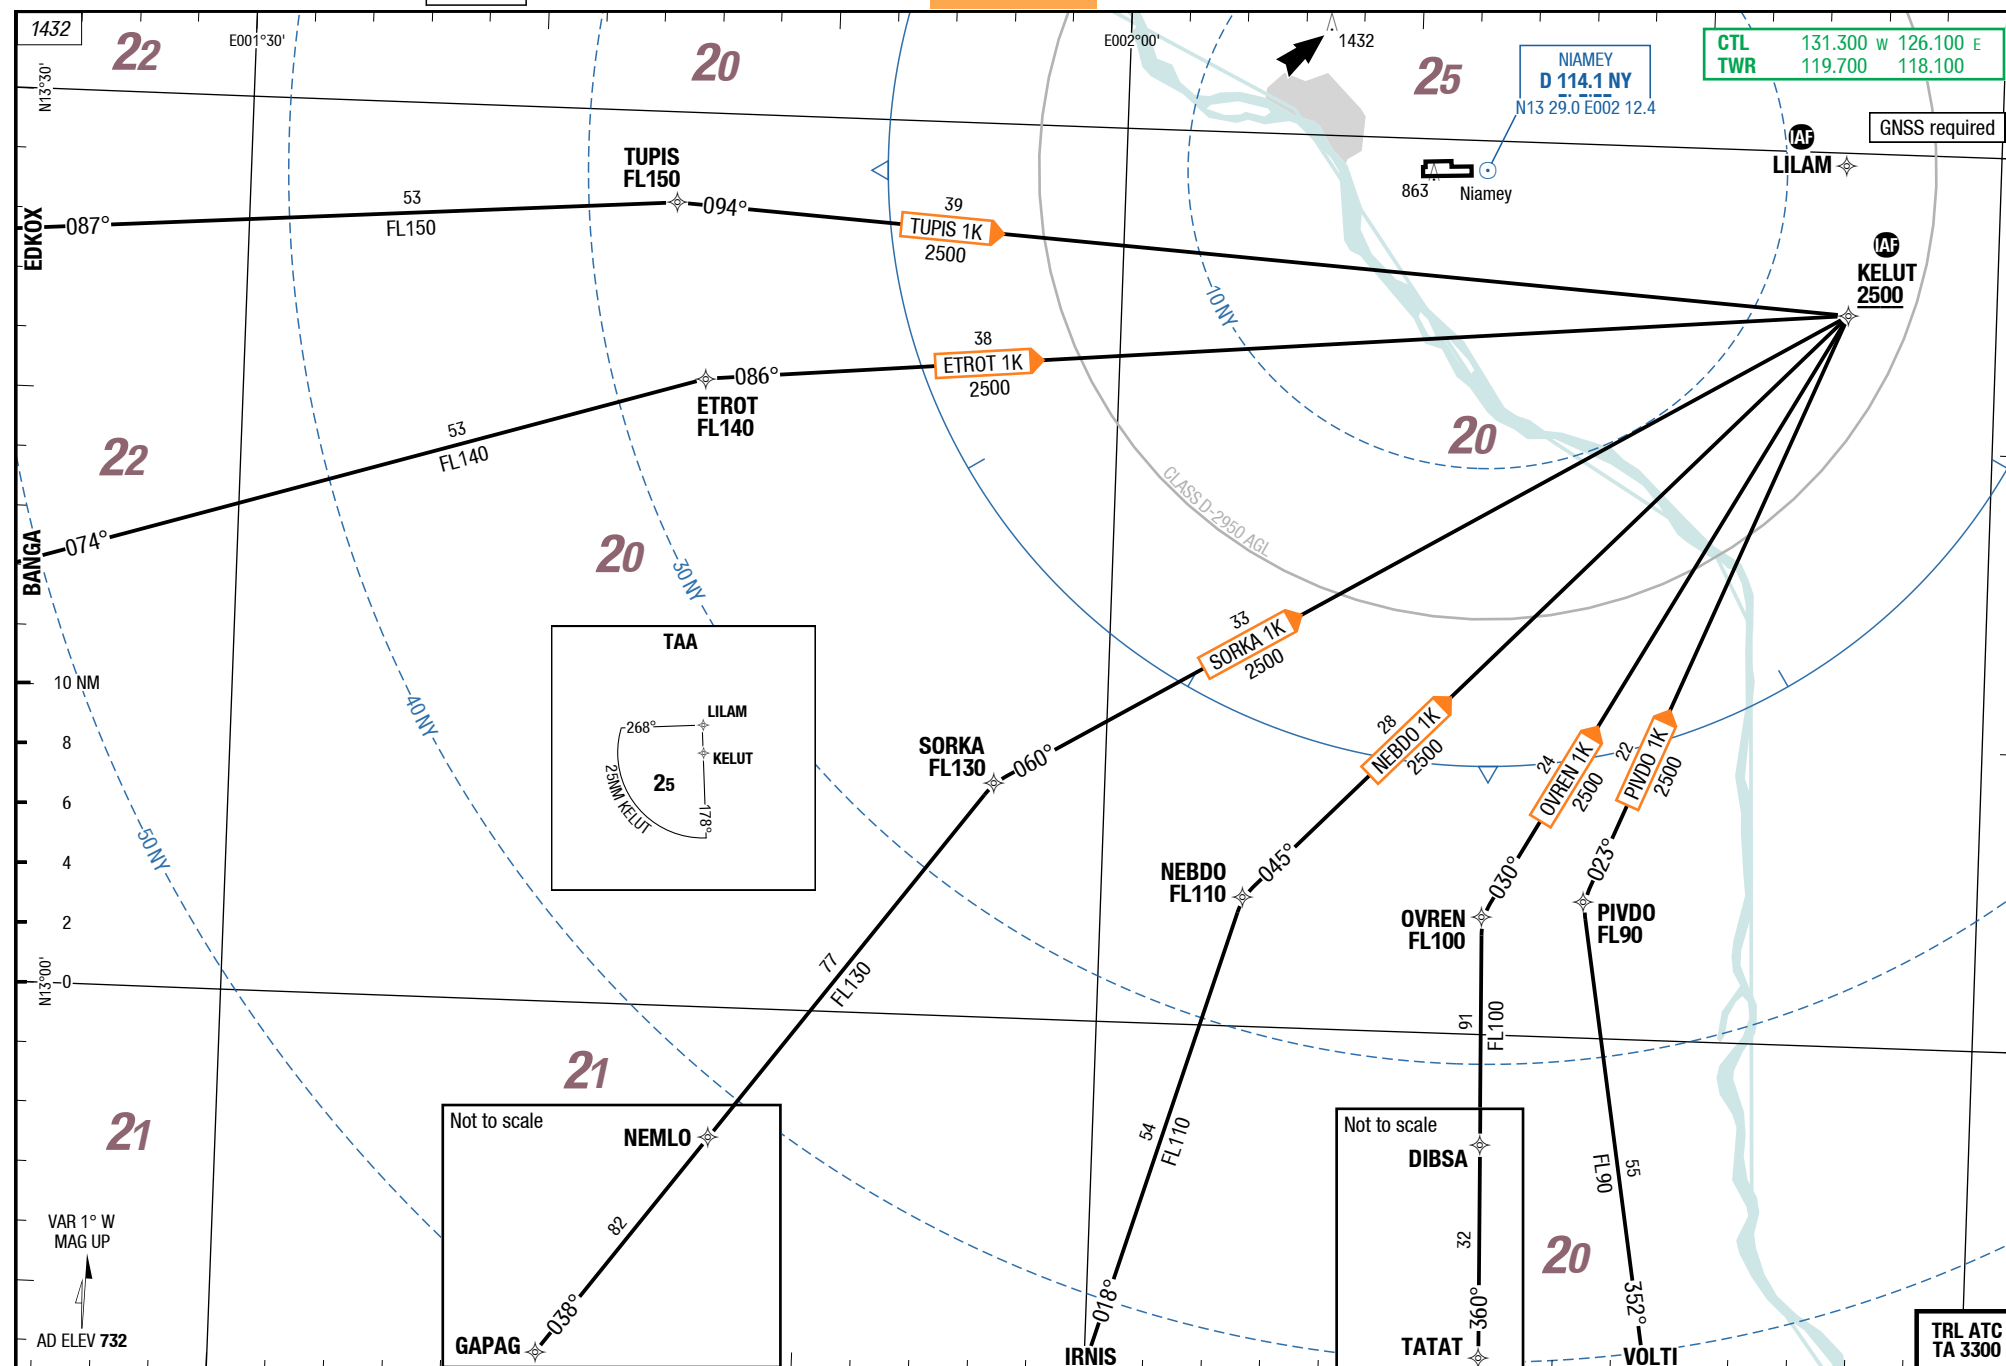 1432
22
E001°30'
20
E002°00'
1432
25
NIAMEY
D 114.1 NY
N13 29.0 E002 12.4
CTL 131.300 W 126.100 E
TWR 119.700 118.100
GNSS required
N13°30'
IAF
LILAM
863
Niamey
TUPIS
FL150
EDKOX
087°
53
FL150
094°
39
TUPIS 1K
2500
IAF
KELUT
2500
10 NY
38
ETROT 1K
2500
086°
ETROT
FL140
53
FL140
22
20
CLASS D-2950 AGL
BANGA
074°
20
30 NY
33
SORKA 1K
2500
TAA
LILAM
268°
KELUT
25
25NM KELUT
178°
10 NM
8
6
4
2
0
N13°00'
40 NY
50 NY
SORKA
FL130
060°
28
NEBDO 1K
2500
24
OVREN 1K
2500
22
PIVDO 1K
2500
NEBDO
FL110
045°
030°
023°
OVREN
FL100
PIVDO
FL90
77
FL130
91
FL100
21
21
Not to scale
NEMLO
82
038°
GAPAG
54
FL110
018°
IRNIS
Not to scale
DIBSA
32
360°
TATAT
55
FL90
352°
VOLTI
20
VAR 1° W
MAG UP
AD ELEV 732
TRL ATC
TA 3300